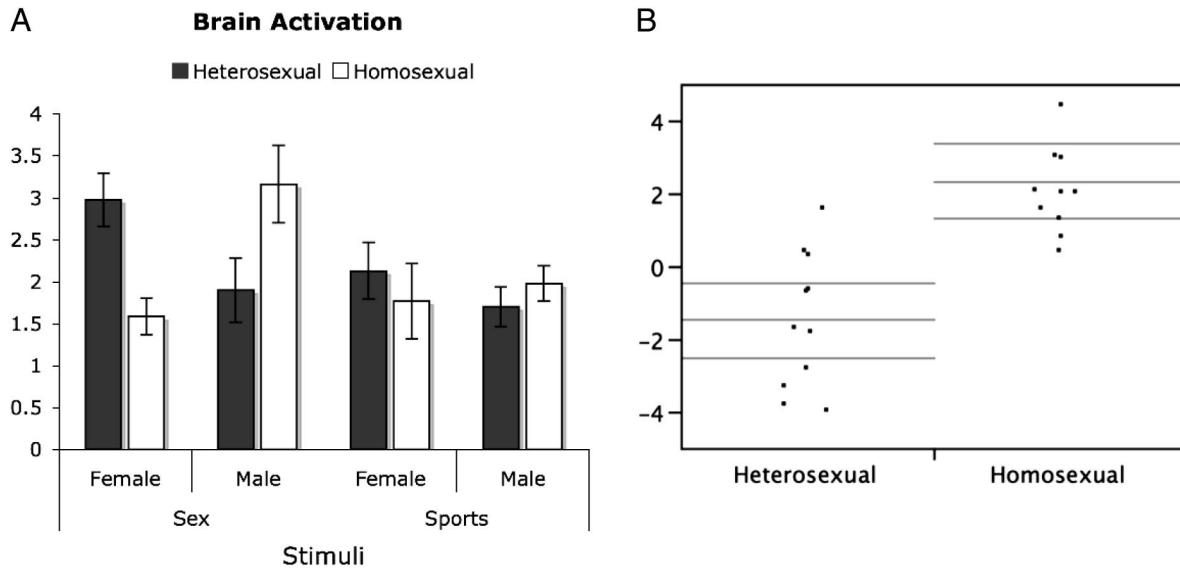 A
Brain Activation
Heterosexual Homosexual
4
3.5
3
2.5
2
1.5
1
0.5
0
Female Male Female Male
Sex Sports
Stimuli
B
4
2
0
−2
−4
Heterosexual Homosexual